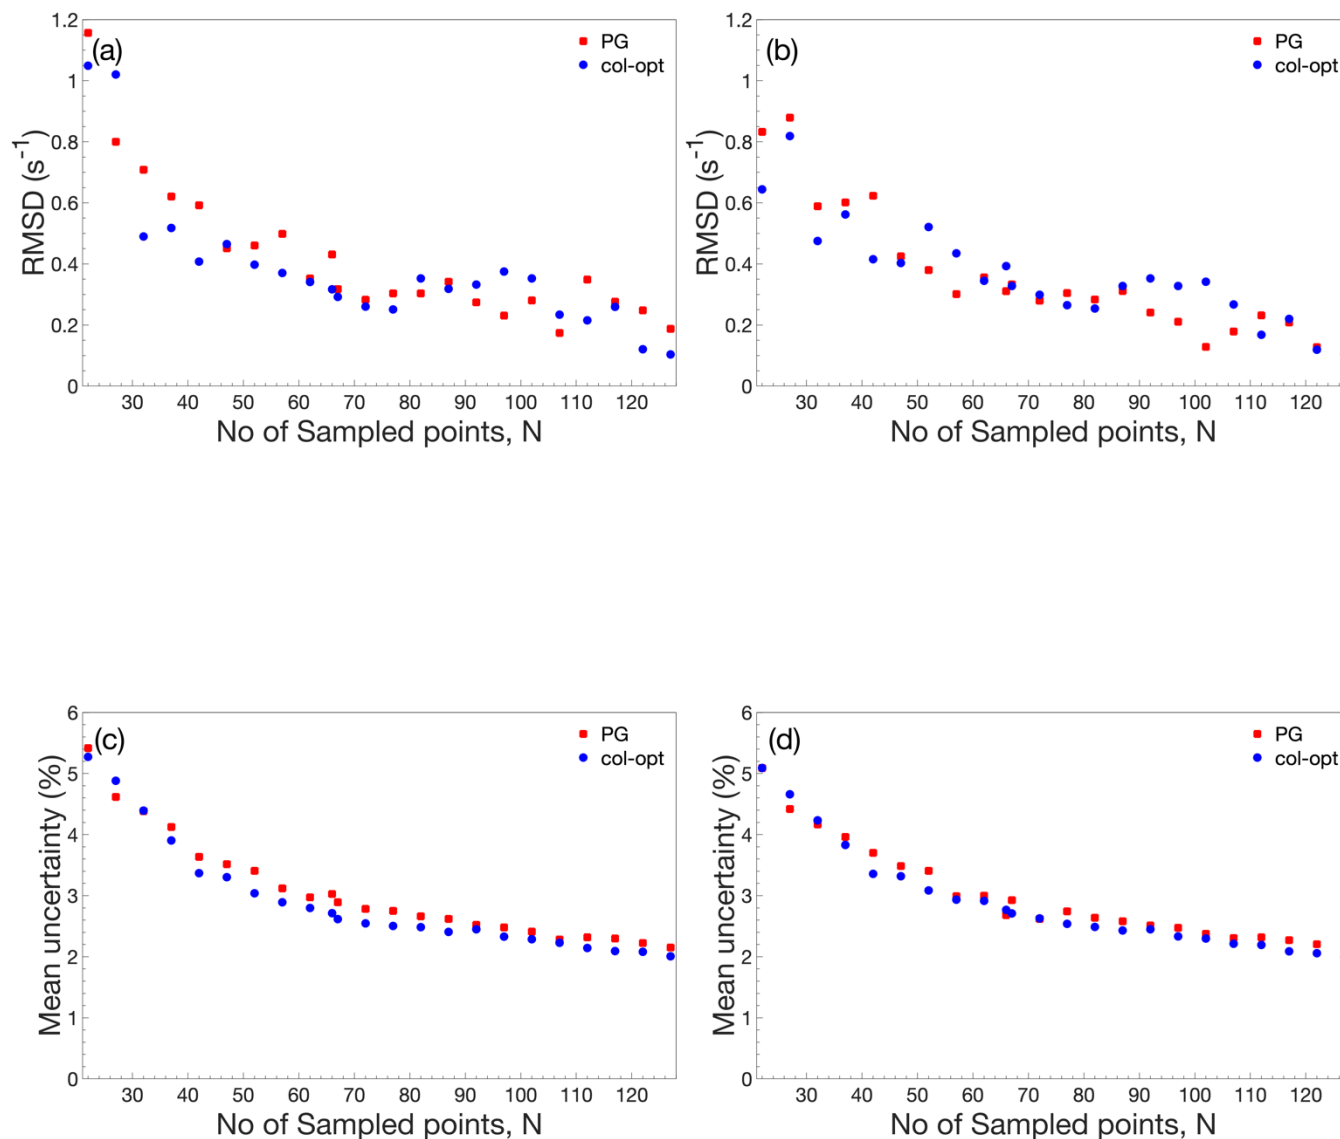 (a)
PG
col-opt
RMSD (s⁻¹)
1.2
1
0.8
0.6
0.4
0.2
0
30 40 50 60 70 80 90 100 110 120
No of Sampled points, N
(b)
PG
col-opt
RMSD (s⁻¹)
1.2
1
0.8
0.6
0.4
0.2
0
30 40 50 60 70 80 90 100 110 120
No of Sampled points, N
(c)
PG
col-opt
Mean uncertainty (%)
6
5
4
3
2
1
0
30 40 50 60 70 80 90 100 110 120
No of Sampled points, N
(d)
PG
col-opt
Mean uncertainty (%)
6
5
4
3
2
1
0
30 40 50 60 70 80 90 100 110 120
No of Sampled points, N